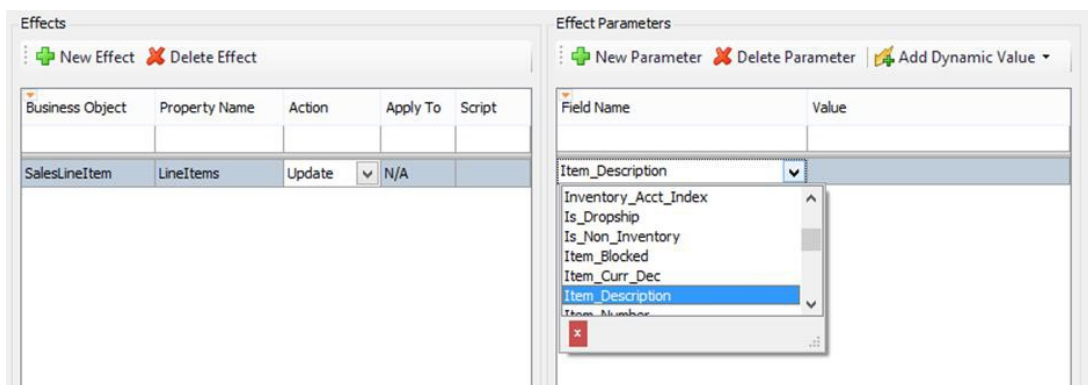 Effects
New Effect Delete Effect
Business Object Property Name Action Apply To Script
SalesLineItem LineItems Update N/A
Effect Parameters
New Parameter Delete Parameter Add Dynamic Value
Field Name Value
Item_Description
Inventory_Acct_Index
Is_Dropship
Is_Non_Inventory
Item_Blocked
Item_Curr_Dec
Item_Description
Item_Number
x